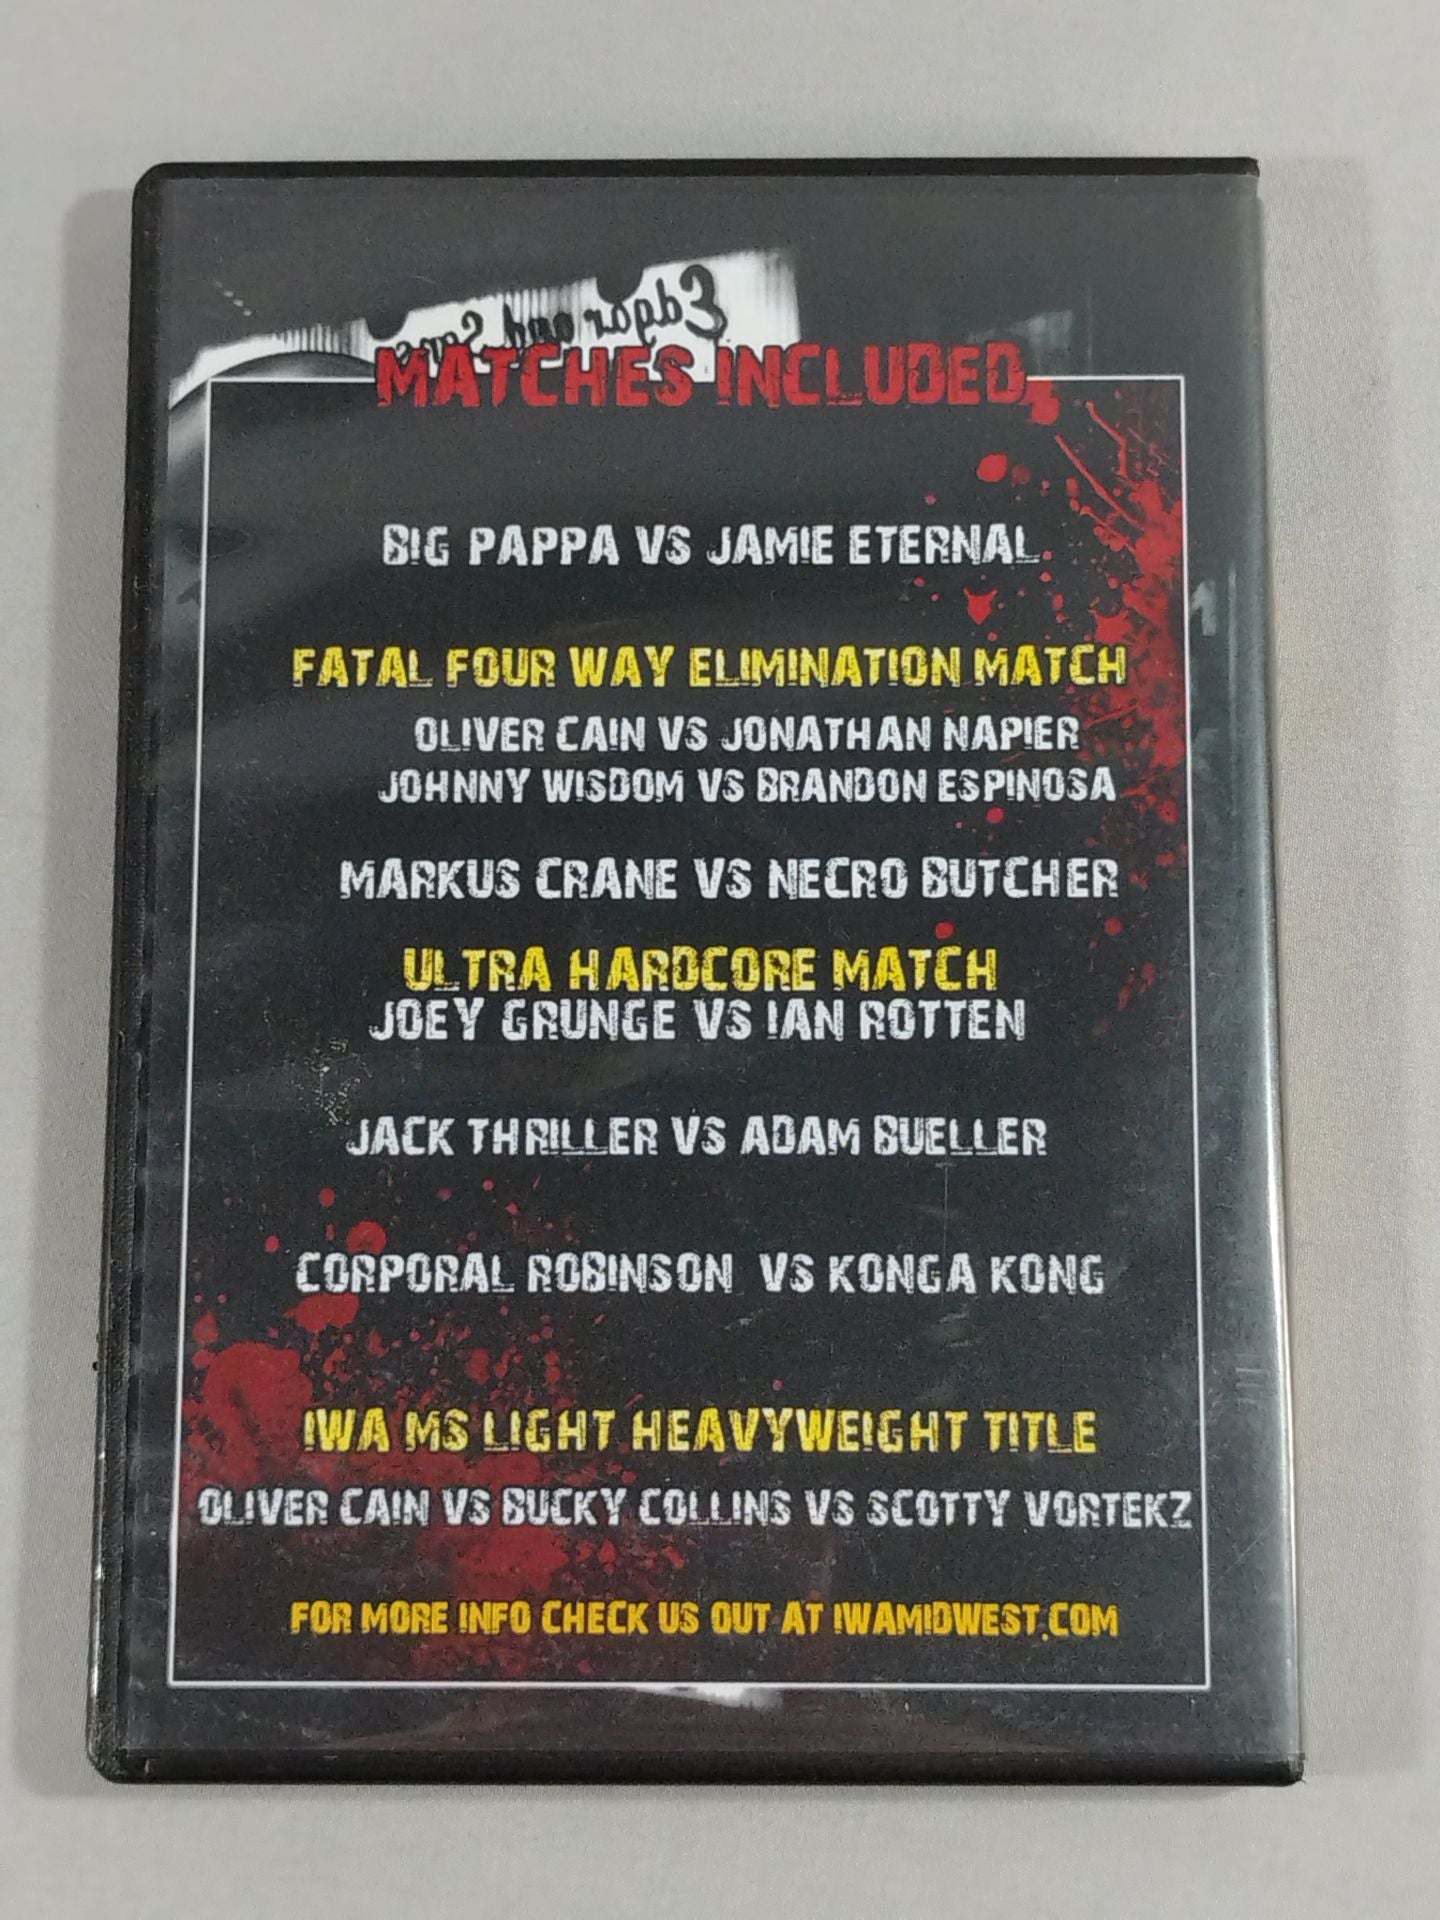 Edgar and Sons
MATCHES INCLUDED
BIG PAPPA VS JAMIE ETERNAL
FATAL FOUR WAY ELIMINATION MATCH
OLIVER CAIN VS JONATHAN NAPIER
JOHNNY WISDOM VS BRANDON ESPINOSA
MARKUS CRANE VS NECRO BUTCHER
ULTRA HARDCORE MATCH
JOEY GRUNGE VS IAN ROTTEN
JACK THRILLER VS ADAM BUELLER
CORPORAL ROBINSON VS KONGA KONG
IWA MS LIGHT HEAVYWEIGHT TITLE
OLIVER CAIN VS BUCKY COLLINS VS SCOTTY VORTEKZ
FOR MORE INFO CHECK US OUT AT IWAMIDWEST.COM